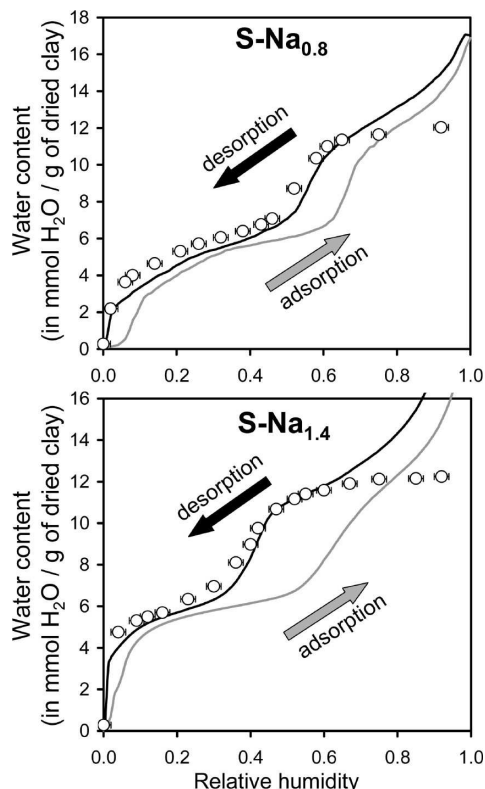 S-Na0.8
Water content
(in mmol H2O / g of dried clay)
18
16
14
12
10
8
6
4
2
0
desorption
adsorption
0.0 0.2 0.4 0.6 0.8 1.0
S-Na1.4
Water content
(in mmol H2O / g of dried clay)
16
14
12
10
8
6
4
2
0
desorption
adsorption
0.0 0.2 0.4 0.6 0.8 1.0
Relative humidity